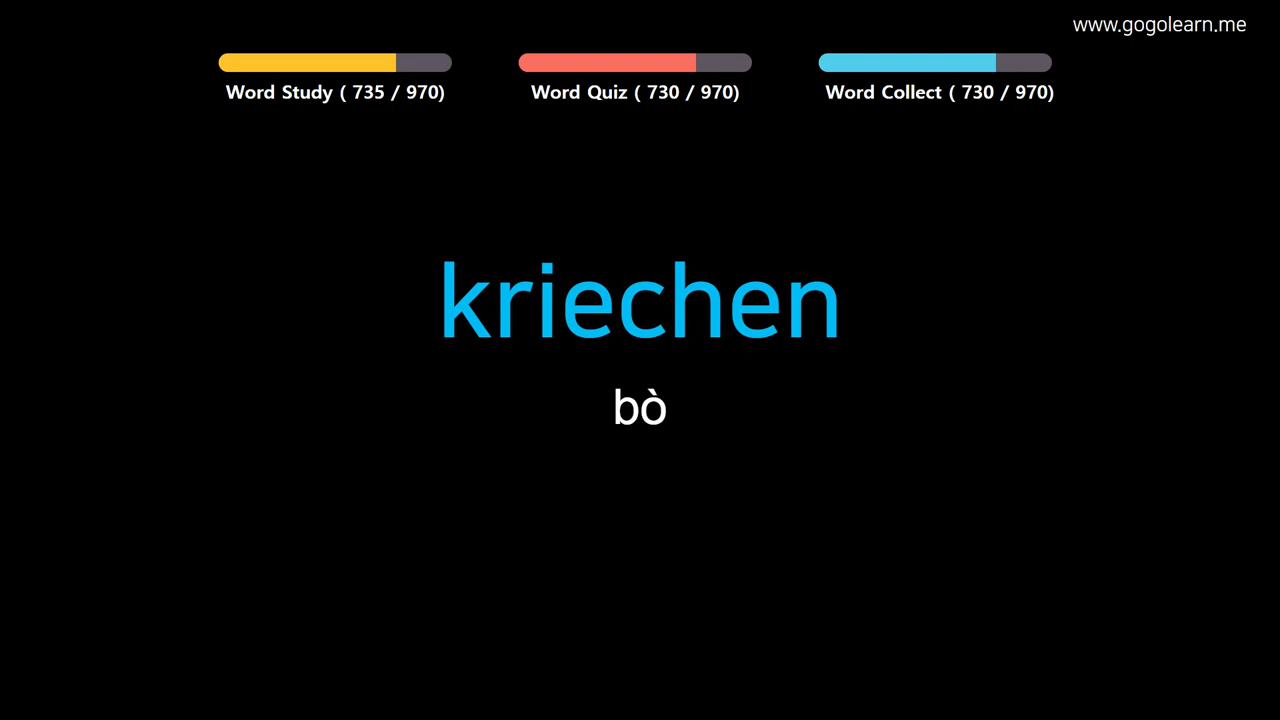 www.gogolearn.me
Word Study ( 735 / 970)
Word Quiz ( 730 / 970)
Word Collect ( 730 / 970)
kriechen
bò